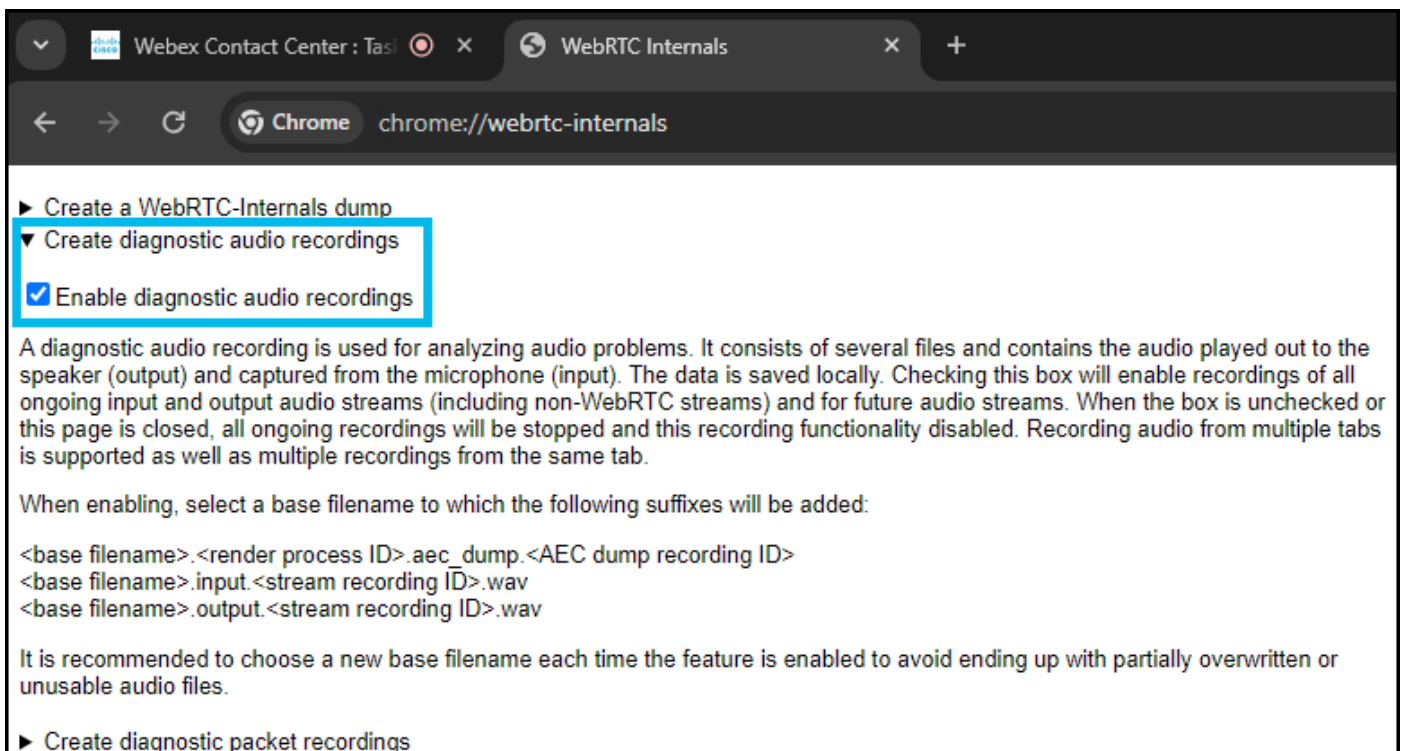 Webex Contact Center : Tas
WebRTC Internals
Chrome chrome://webrtc-internals
Create a WebRTC-Internals dump
Create diagnostic audio recordings
Enable diagnostic audio recordings
A diagnostic audio recording is used for analyzing audio problems. It consists of several files and contains the audio played out to the
speaker (output) and captured from the microphone (input). The data is saved locally. Checking this box will enable recordings of all
ongoing input and output audio streams (including non-WebRTC streams) and for future audio streams. When the box is unchecked or
this page is closed, all ongoing recordings will be stopped and this recording functionality disabled. Recording audio from multiple tabs
is supported as well as multiple recordings from the same tab.
When enabling, select a base filename to which the following suffixes will be added:
<base filename>.<render process ID>.aec_dump.<AEC dump recording ID>
<base filename>.input.<stream recording ID>.wav
<base filename>.output.<stream recording ID>.wav
It is recommended to choose a new base filename each time the feature is enabled to avoid ending up with partially overwritten or
unusable audio files.
Create diagnostic packet recordings